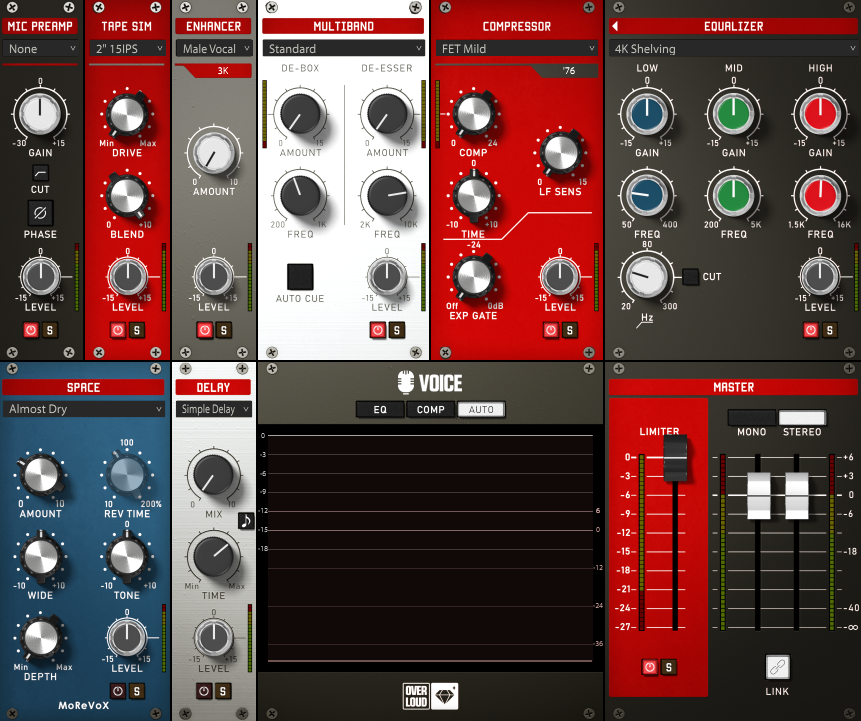 MIC PREAMP
None
0
-30 +15
GAIN
CUT
PHASE
0
-15 +15
LEVEL
S
TAPE SIM
2" 15IPS
Min Max
DRIVE
0 +10
BLEND
0
-15 +15
LEVEL
S
ENHANCER
Male Vocal
3K
0 10
AMOUNT
0
-15 +15
LEVEL
S
MULTIBAND
Standard
DE-BOX DE-ESSER
0 15 0 15
AMOUNT AMOUNT
200 1K 2K 10K
FREQ FREQ
AUTO CUE
0
-15 +15
LEVEL
S
COMPRESSOR
FET Mild
'76
0 24
COMP
0 15
LF SENS
0
-10 +10
TIME
-24
Off 0dB
EXP GATE
0
-15 +15
LEVEL
S
EQUALIZER
4K Shelving
LOW MID HIGH
0 0 0
-15 +15 -15 +15 -15 +15
GAIN GAIN GAIN
50 400 200 5K 1.5K 16K
FREQ FREQ FREQ
80
20 300
Hz
CUT
0
-15 +15
LEVEL
S
SPACE
Almost Dry
0 10
AMOUNT
100
10 200%
REV TIME
0
-10 +10
WIDE
0
-10 +10
TONE
Min Max
DEPTH
0
-15 +15
LEVEL
S
MoReVoX
DELAY
Simple Delay
0 10
MIX
Min Max
TIME
0
-15 +15
LEVEL
S
VOICE
EQ COMP AUTO
0
-3
-6
-9
-12 6
-15 0
-18
-12
-24
-36
OVER
LOUD
MASTER
MONO STEREO
LIMITER
0 +6
-3 +3
-6 0
-9 -6
-12
-15
-18
-21
-24 -40
-27 -∞
S
LINK